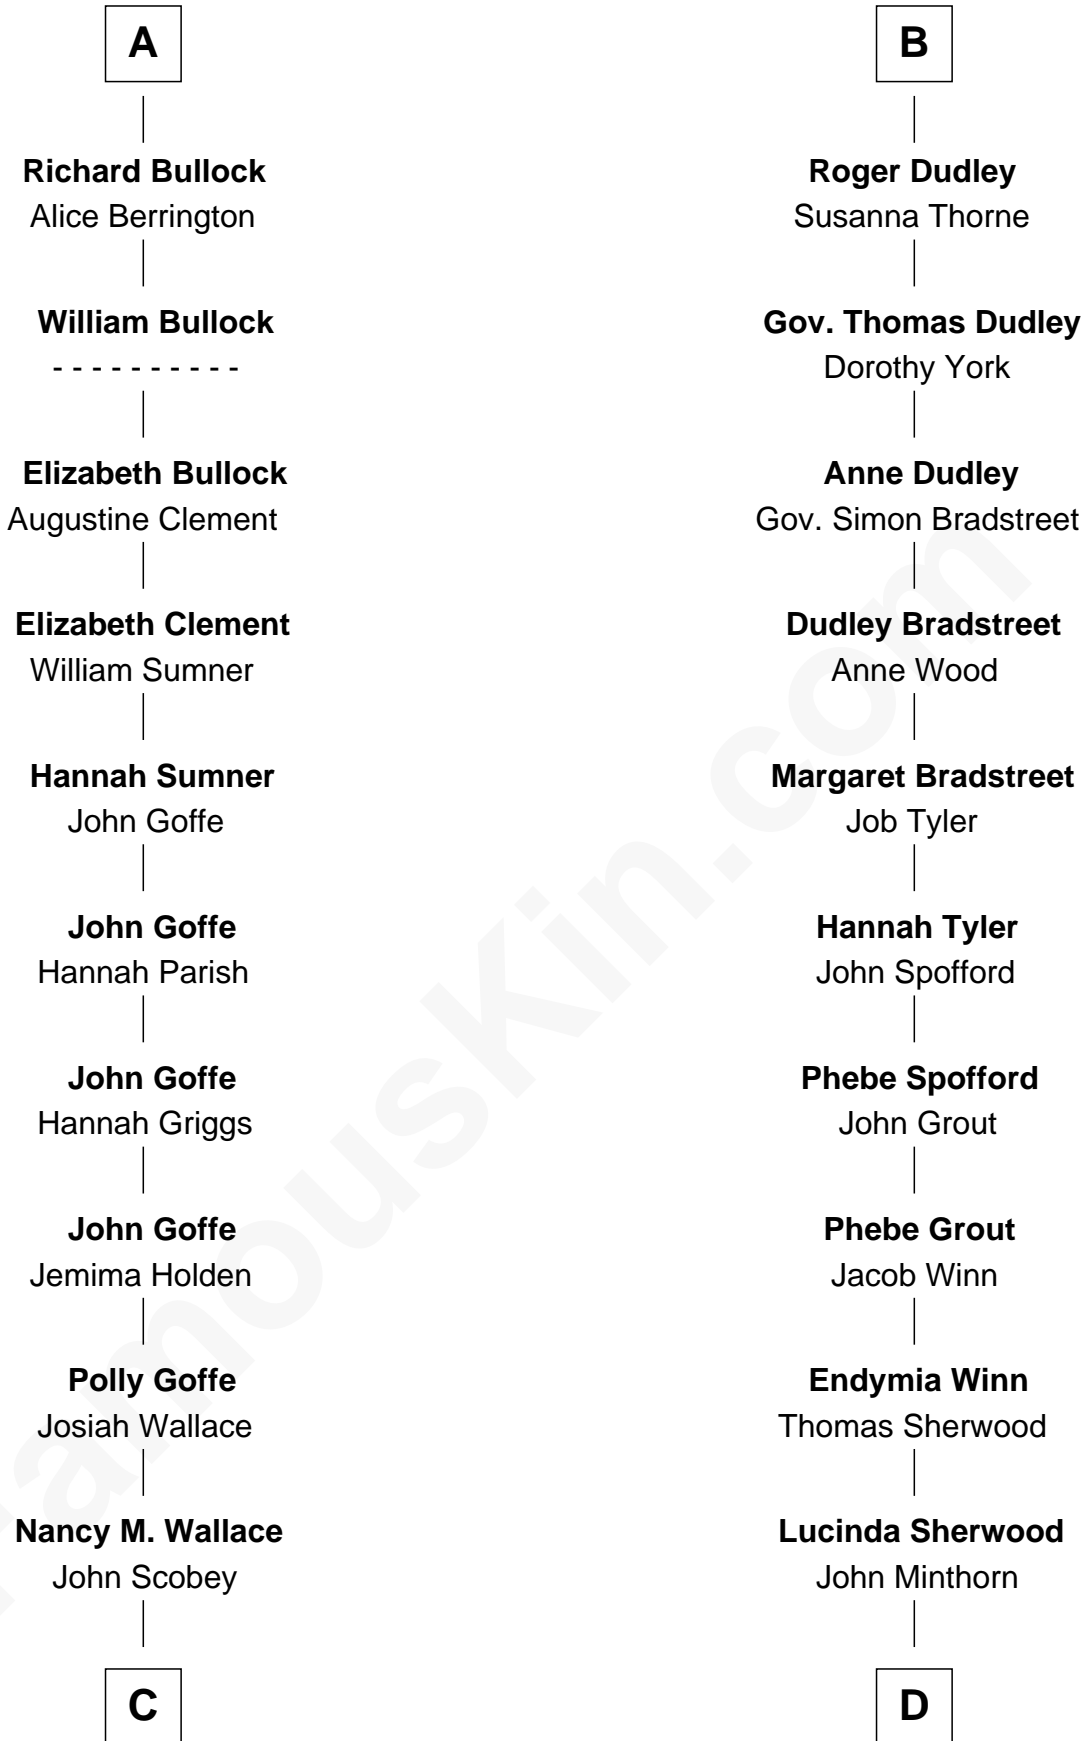 A
Richard Bullock
Alice Berrington
William Bullock
- - - - - - - - - -
Elizabeth Bullock
Augustine Clement
Elizabeth Clement
William Sumner
Hannah Sumner
John Goffe
John Goffe
Hannah Parish
John Goffe
Hannah Griggs
John Goffe
Jemima Holden
Polly Goffe
Josiah Wallace
Nancy M. Wallace
John Scobey
C
B
Roger Dudley
Susanna Thorne
Gov. Thomas Dudley
Dorothy York
Anne Dudley
Gov. Simon Bradstreet
Dudley Bradstreet
Anne Wood
Margaret Bradstreet
Job Tyler
Hannah Tyler
John Spofford
Phebe Spofford
John Grout
Phebe Grout
Jacob Winn
Endymia Winn
Thomas Sherwood
Lucinda Sherwood
John Minthorn
D
FamousKin.com